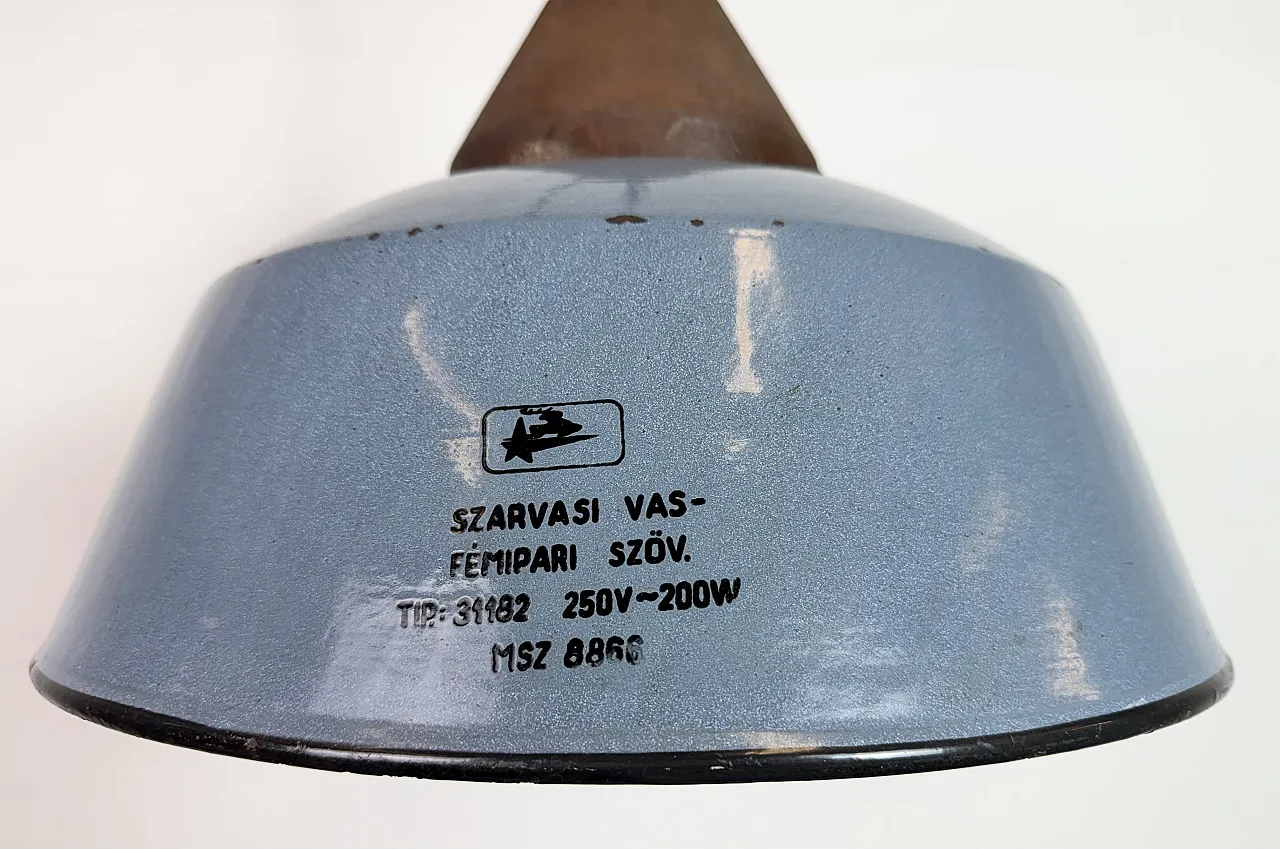 SZARVASI VAS-
FÉMIPARI SZÖV.
TIP.: 31182 250V~200W
MSZ 8866